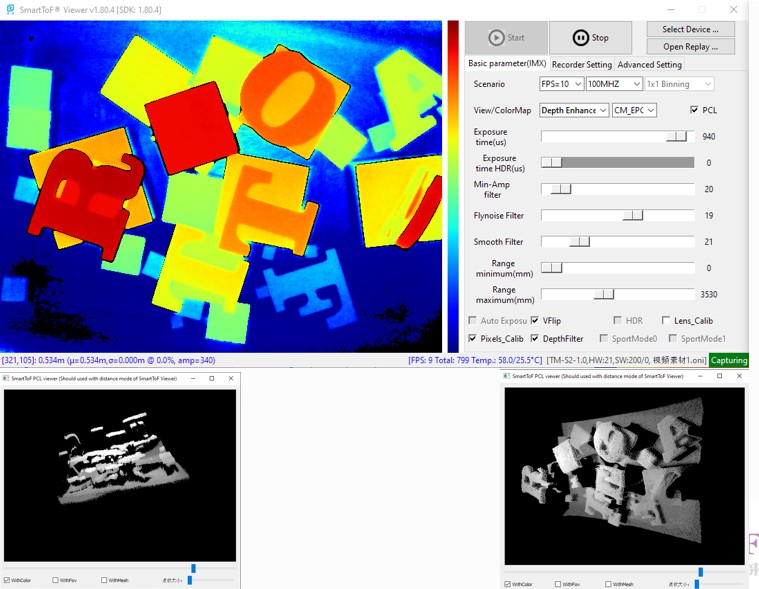 SmartToF® Viewer v1.80.4 [SDK: 1.80.4]
Start
Stop
Select Device ...
Open Replay ...
Basic parameter(IMX)
Recorder Setting
Advanced Setting
Scenario
FPS=10
100MHZ
1x1 Binning
View/ColorMap
Depth Enhance
CM_EPC
PCL
Exposure
time(us)
940
Exposure
time HDR(us)
0
Min-Amp
filter
20
Flynoise Filter
19
Smooth Filter
21
Range
minimum(mm)
0
Range
maximum(mm)
3530
Auto Exposu
VFlip
HDR
Lens_Calib
Pixels_Calib
DepthFilter
SportMode0
SportMode1
R
O
A
T
T
F
[321,105]: 0.534m (μ=0.534m,σ=0.000m @ 0.0%, amp=340)
[FPS: 9 Total: 799 Temp.: 58.0/25.5°C]
[TM-S2-1.0,HW:21,SW:200/0, 視頻素材1.oni]
Capturing
SmartToF PCL viewer (Should used with distance mode of SmartToF Viewer)
WithColor
WithFov
WithMesh
SmartToF PCL viewer (Should used with distance mode of SmartToF Viewer)
WithColor
WithFov
WithMesh